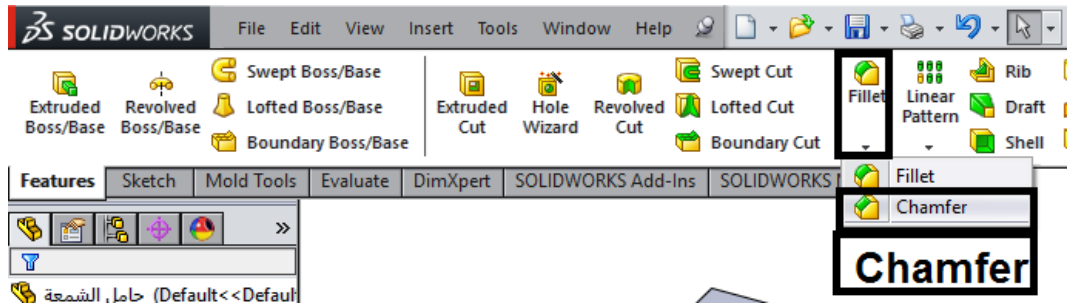 SOLIDWORKS File Edit View Insert Tools Window Help
Extruded Boss/Base
Revolved Boss/Base
Swept Boss/Base
Lofted Boss/Base
Boundary Boss/Base
Extruded Cut
Hole Wizard
Revolved Cut
Swept Cut
Lofted Cut
Boundary Cut
Fillet
Linear Pattern
Rib
Draft
Shell
Features Sketch Mold Tools Evaluate DimXpert SOLIDWORKS Add-Ins SOLIDWORKS
Fillet
Chamfer
Chamfer
حامل الشمعة (Default<<Default